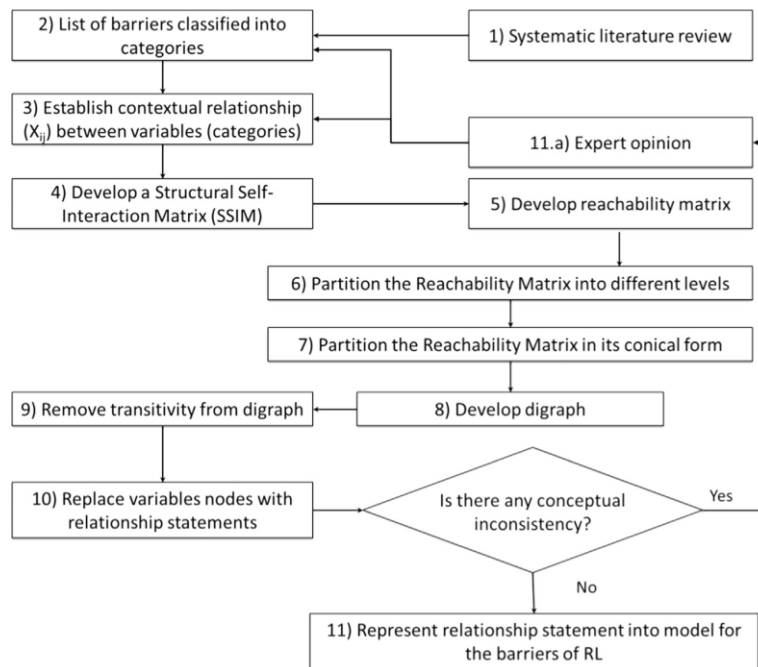 2) List of barriers classified into
categories
1) Systematic literature review
3) Establish contextual relationship
(Xij) between variables (categories)
11.a) Expert opinion
4) Develop a Structural Self-
Interaction Matrix (SSIM)
5) Develop reachability matrix
6) Partition the Reachability Matrix into different levels
7) Partition the Reachability Matrix in its conical form
9) Remove transitivity from digraph
8) Develop digraph
10) Replace variables nodes with
relationship statements
Is there any conceptual
inconsistency?
Yes
No
11) Represent relationship statement into model for
the barriers of RL